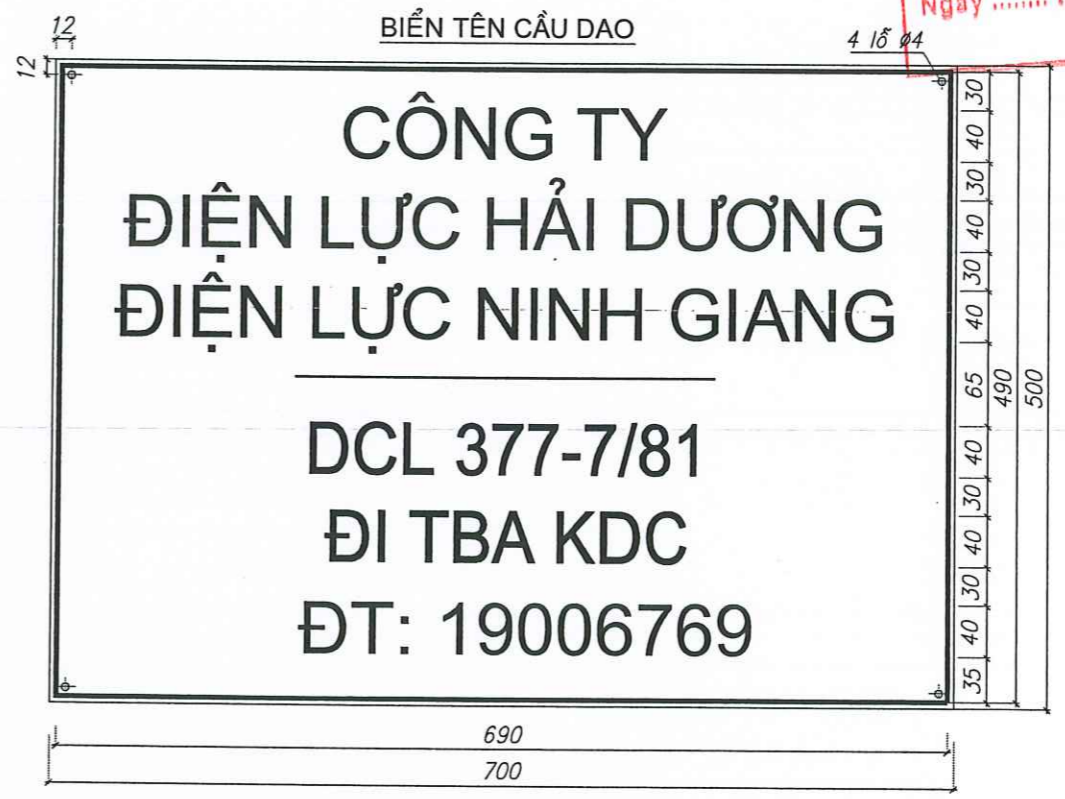 Ngày
BIỂN TÊN CẦU DAO
12
12
4 lỗ Ø4
CÔNG TY
ĐIỆN LỰC HẢI DƯƠNG
ĐIỆN LỰC NINH GIANG
DCL 377-7/81
ĐI TBA KDC
ĐT: 19006769
30
40
30
40
30
40
65
40
30
40
30
40
35
490
500
690
700